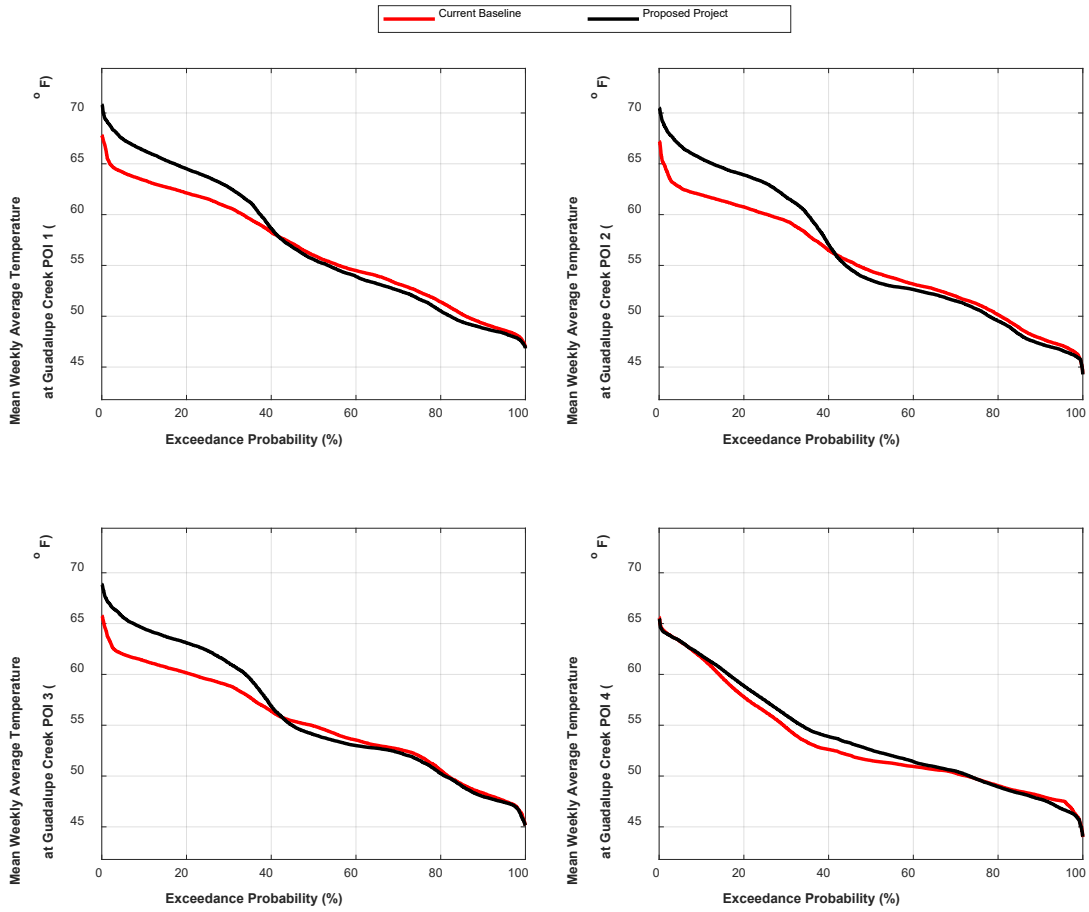 Current Baseline
Proposed Project
Mean Weekly Average Temperature
at Guadalupe Creek POI 1 (
°F)
70
65
60
55
50
45
0 20 40 60 80 100
Exceedance Probability (%)
Mean Weekly Average Temperature
at Guadalupe Creek POI 2 (
°F)
70
65
60
55
50
45
0 20 40 60 80 100
Exceedance Probability (%)
Mean Weekly Average Temperature
at Guadalupe Creek POI 3 (
°F)
70
65
60
55
50
45
0 20 40 60 80 100
Exceedance Probability (%)
Mean Weekly Average Temperature
at Guadalupe Creek POI 4 (
°F)
70
65
60
55
50
45
0 20 40 60 80 100
Exceedance Probability (%)